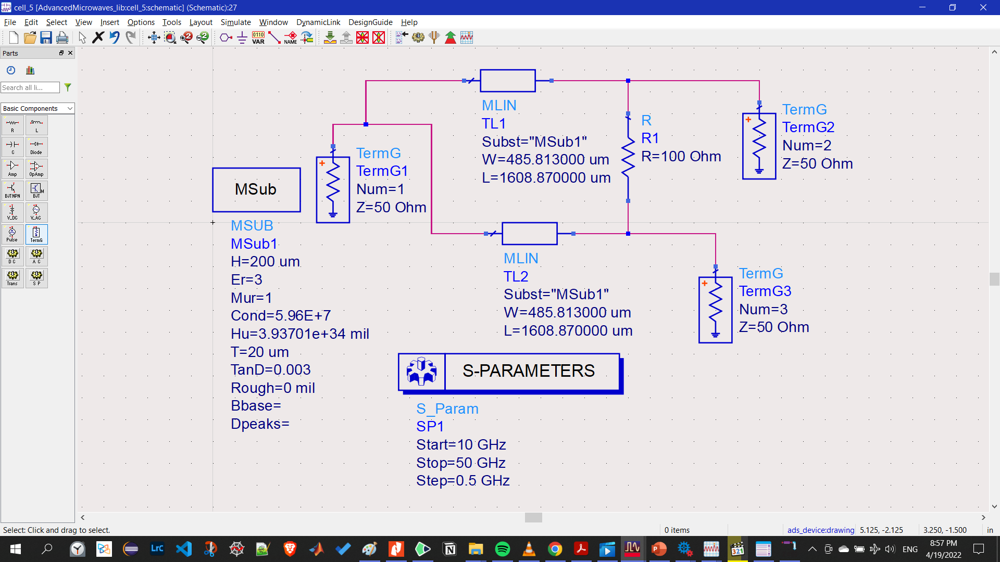 cell_5 [AdvancedMicrowaves_lib:cell_5:schematic] (Schematic):27
File Edit Select View Insert Options Tools Layout Simulate Window DynamicLink DesignGuide Help
0110
VAR
NAME
Parts
Search all li...
Basic Components
R L
C Diode
Amp OpAmp
BJTNPN BJT
M
V_DC V_AC
Pulse TermG
DC AC
Trans SP
MLIN
TL1
Subst="MSub1"
W=485.813000 um
L=1608.870000 um
R
R1
R=100 Ohm
TermG
TermG2
Num=2
Z=50 Ohm
TermG
TermG1
Num=1
Z=50 Ohm
MSub
MSUB
MSub1
H=200 um
Er=3
Mur=1
Cond=5.96E+7
Hu=3.93701e+34 mil
T=20 um
TanD=0.003
Rough=0 mil
Bbase=
Dpeaks=
MLIN
TL2
Subst="MSub1"
W=485.813000 um
L=1608.870000 um
TermG
TermG3
Num=3
Z=50 Ohm
S-PARAMETERS
S_Param
SP1
Start=10 GHz
Stop=50 GHz
Step=0.5 GHz
Select: Click and drag to select.
0 items
ads_device:drawing
5.125, -2.125
3.250, -1.500
in
LrC
321
ENG
8:57 PM
4/19/2022